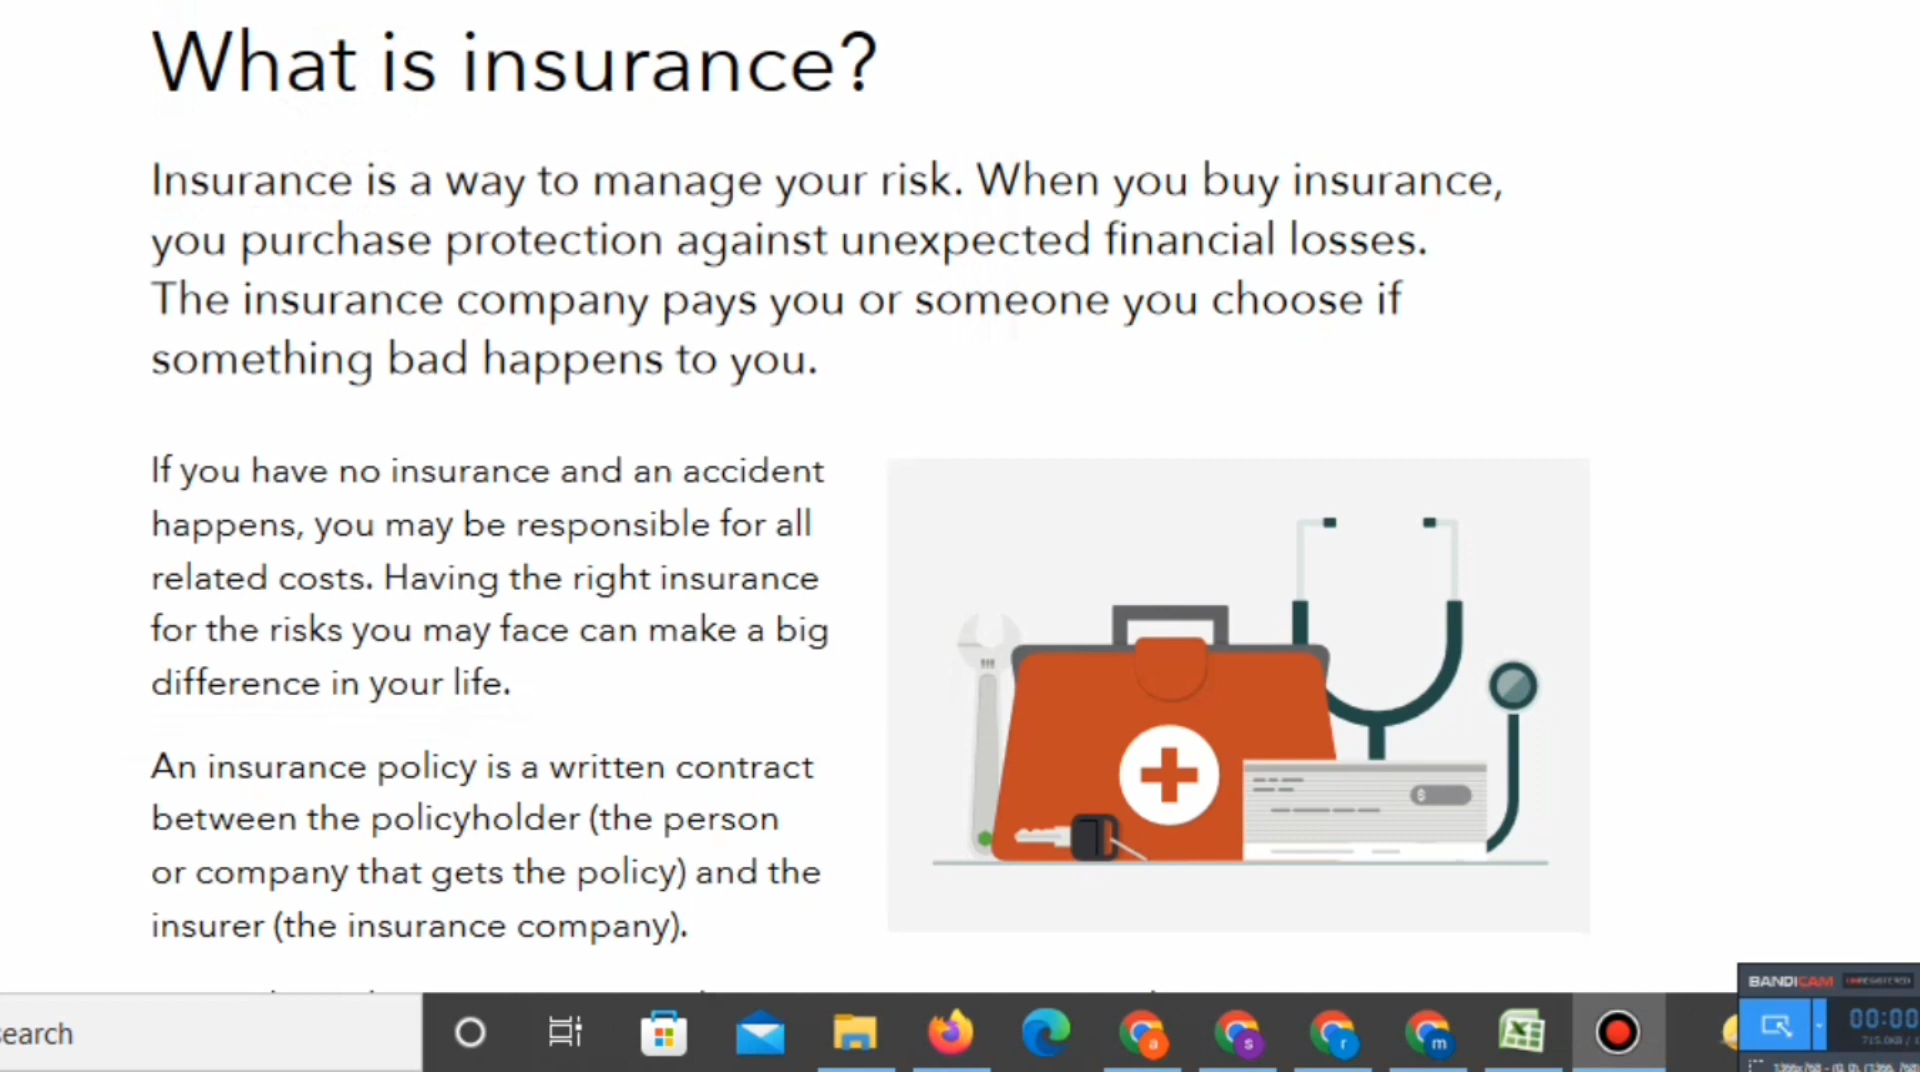 What is insurance?
Insurance is a way to manage your risk. When you buy insurance,
you purchase protection against unexpected financial losses.
The insurance company pays you or someone you choose if
something bad happens to you.
If you have no insurance and an accident
happens, you may be responsible for all
related costs. Having the right insurance
for the risks you may face can make a big
difference in your life.
An insurance policy is a written contract
between the policyholder (the person
or company that gets the policy) and the
insurer (the insurance company).
$
earch
a
s
r
m
BANDICAM UNREGISTERED
00:00